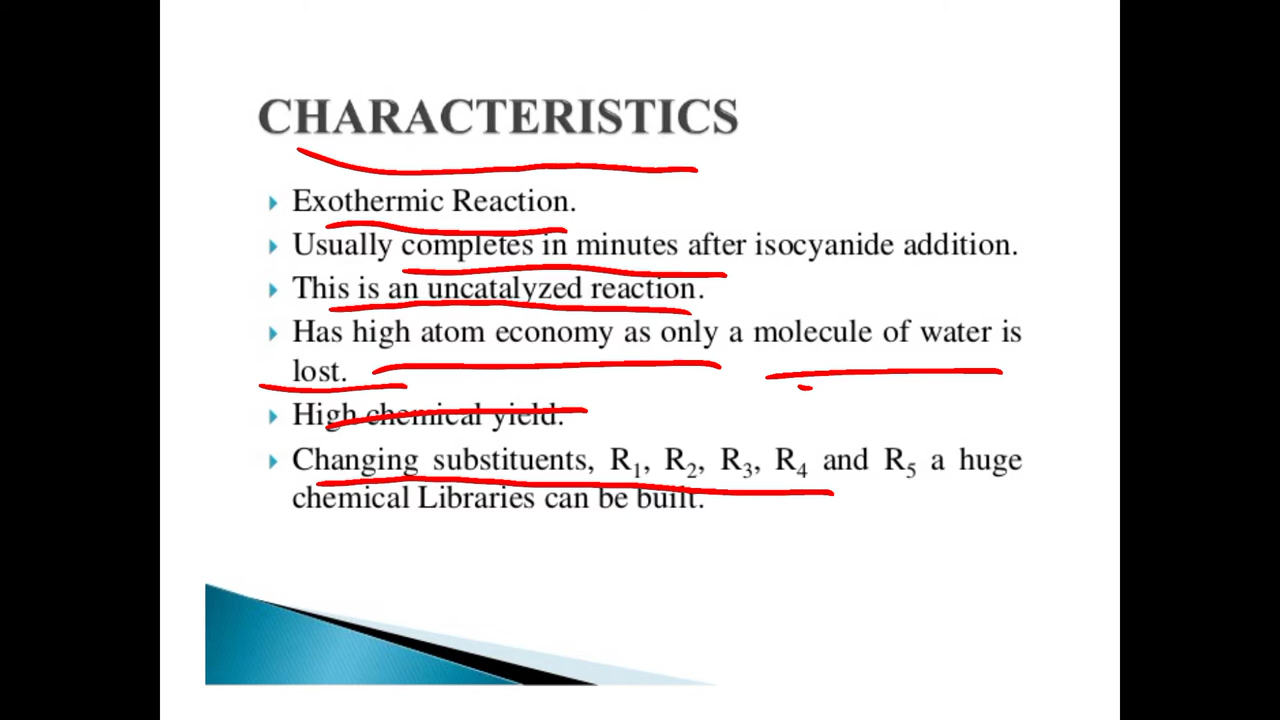 CHARACTERISTICS
Exothermic Reaction.
Usually completes in minutes after isocyanide addition.
This is an uncatalyzed reaction.
Has high atom economy as only a molecule of water is
lost.
High chemical yield.
Changing substituents, R₁, R₂, R₃, R₄ and R₅ a huge
chemical Libraries can be built.